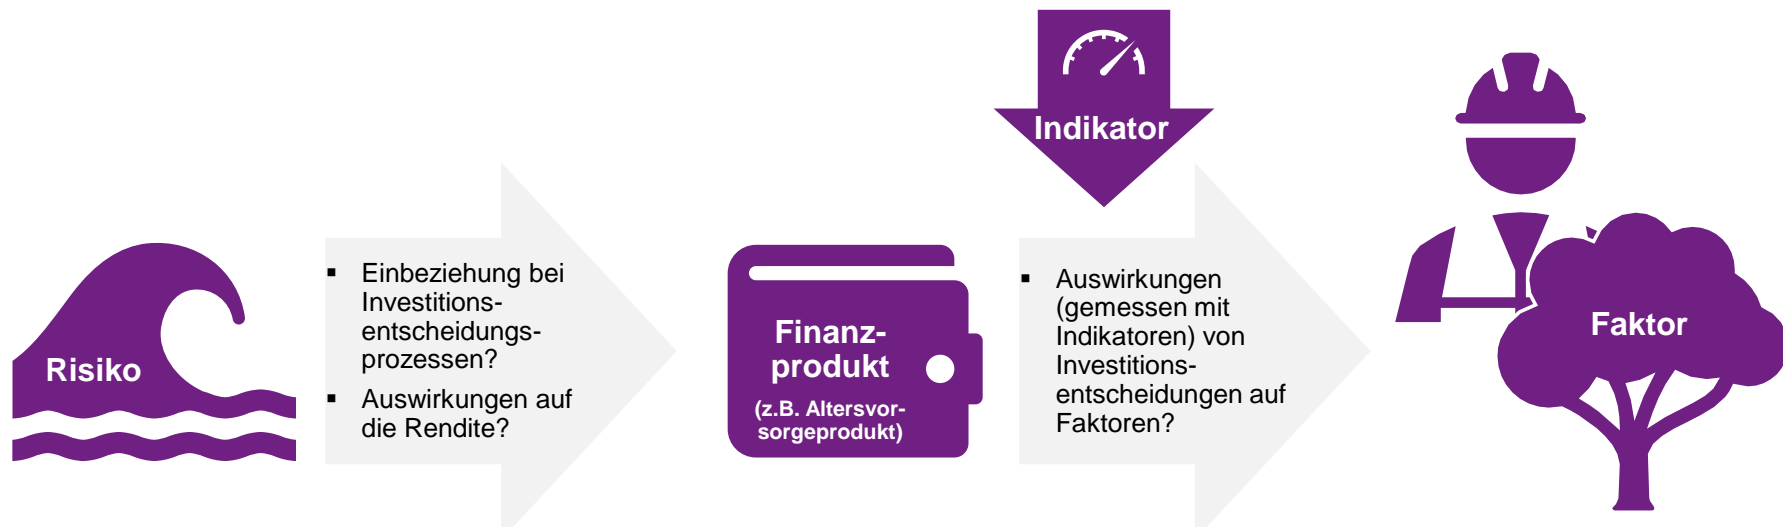 Risiko
▪ Einbeziehung bei
Investitions-
entscheidungs-
prozessen?
▪ Auswirkungen auf
die Rendite?
Finanz-
produkt
(z.B. Altersvor-
sorgeprodukt)
Indikator
▪ Auswirkungen
(gemessen mit
Indikatoren) von
Investitions-
entscheidungen auf
Faktoren?
Faktor